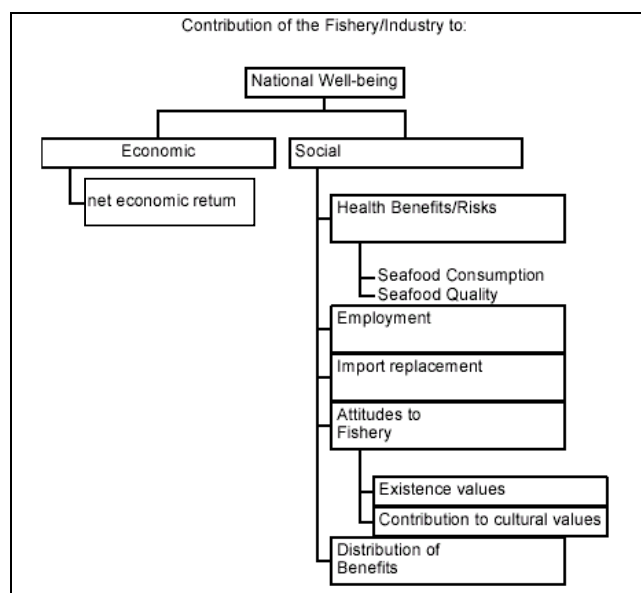 Contribution of the Fishery/Industry to:
National Well-being
Economic
Social
net economic return
Health Benefits/Risks
Seafood Consumption
Seafood Quality
Employment
Import replacement
Attitudes to
Fishery
Existence values
Contribution to cultural values
Distribution of
Benefits